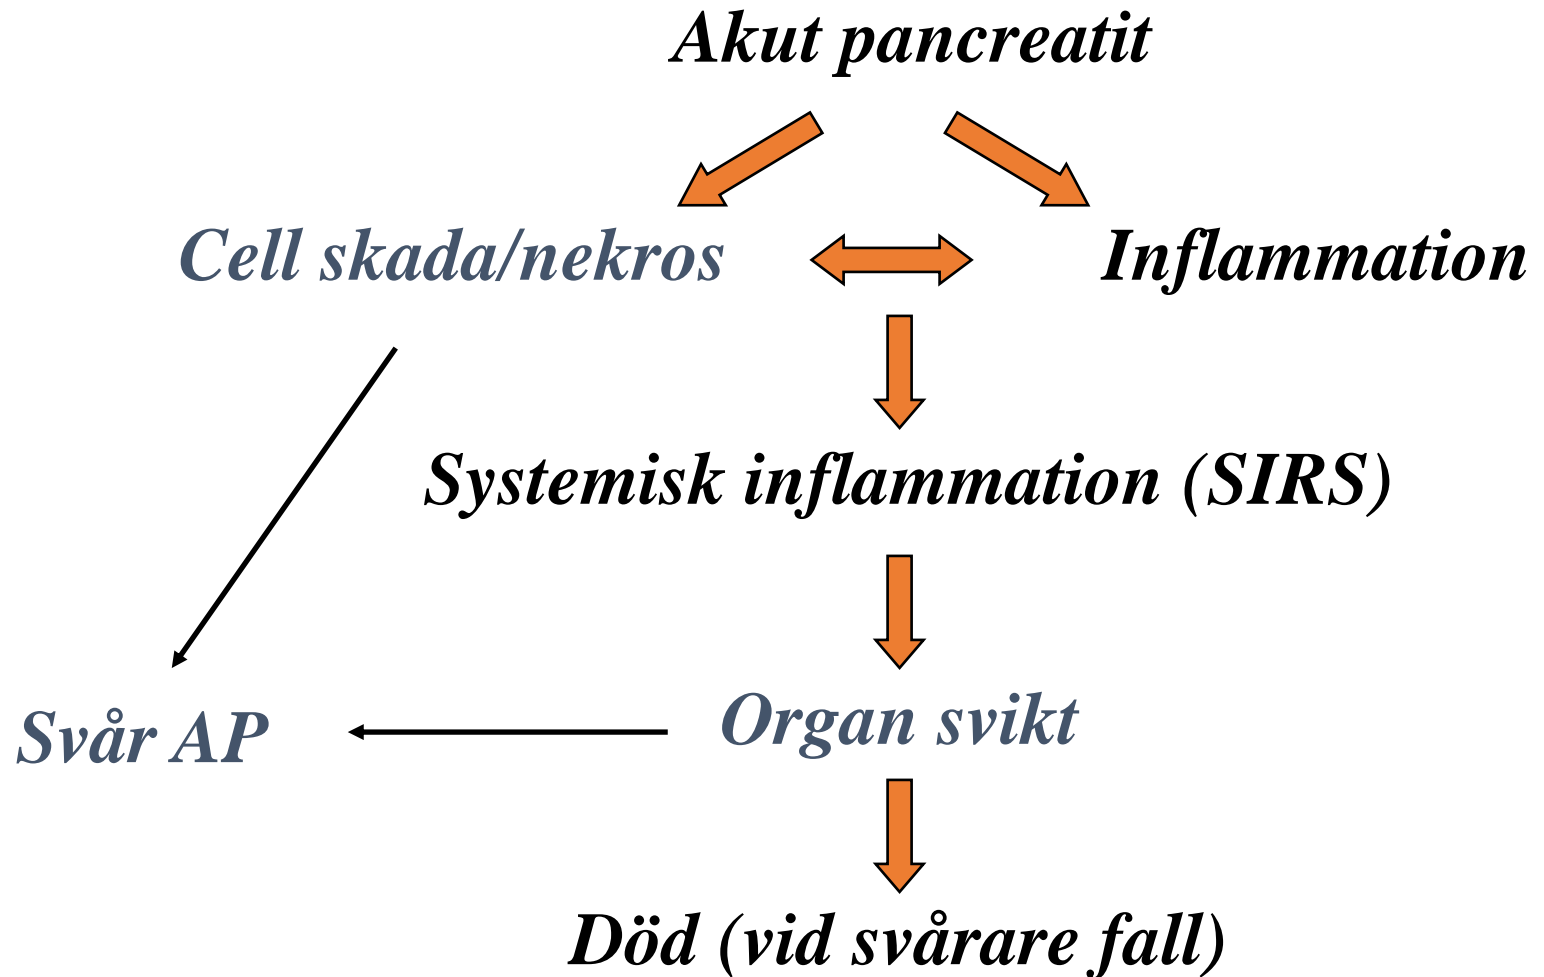 Akut pancreatit
Cell skada/nekros
Inflammation
Systemisk inflammation (SIRS)
Svår AP
Organ svikt
Död (vid svårare fall)